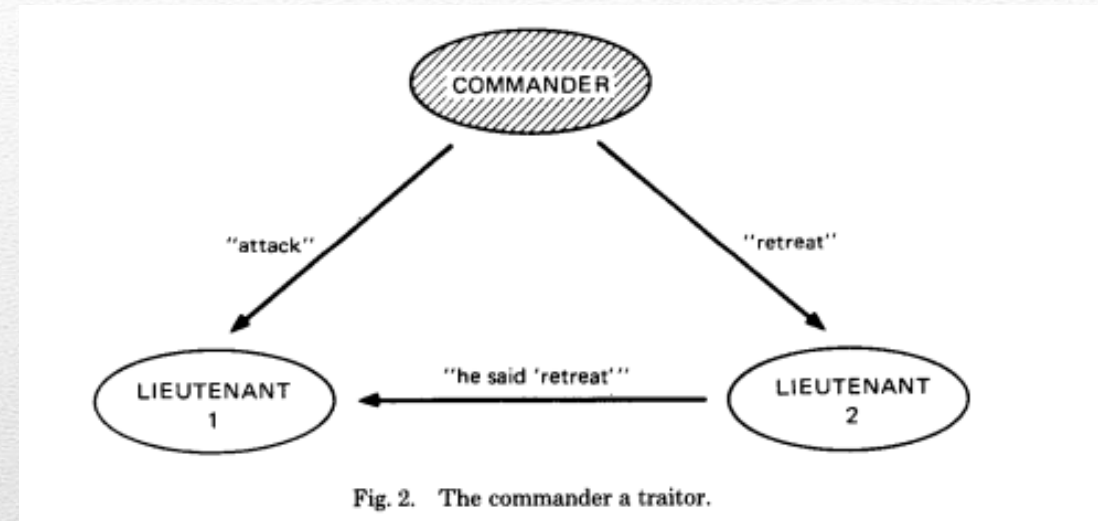 COMMANDER
"attack"
"retreat"
"he said 'retreat'"
LIEUTENANT
1
LIEUTENANT
2
Fig. 2. The commander a traitor.